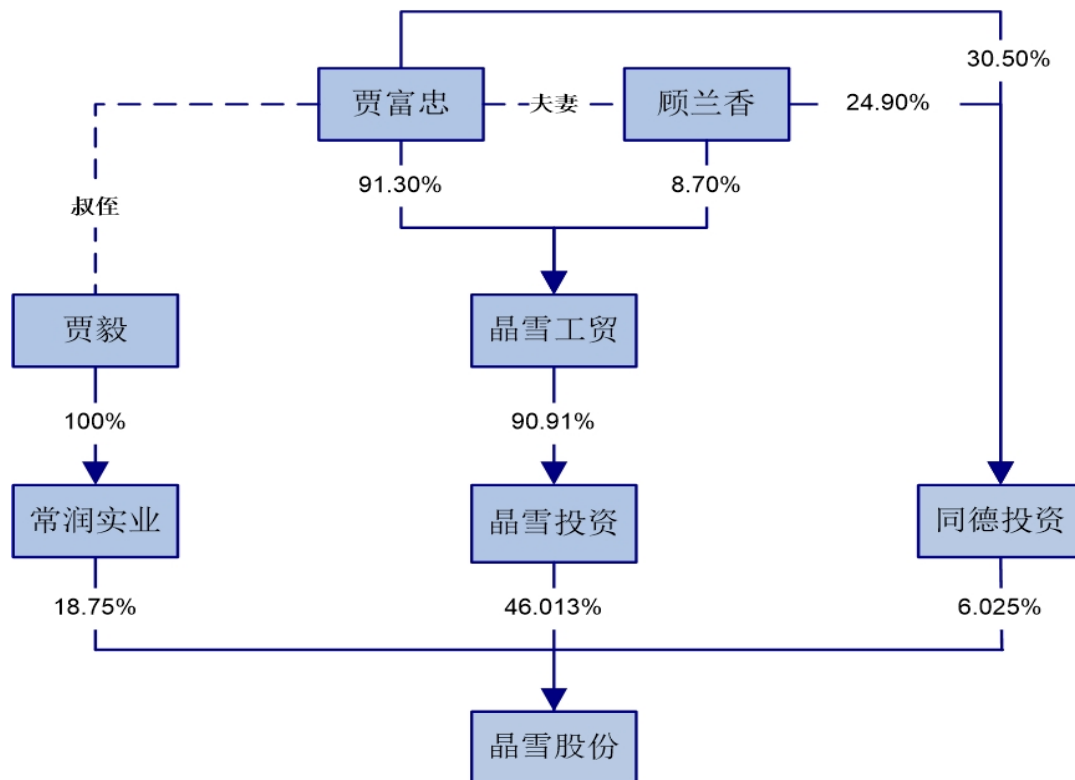 30.50%
贾富忠
夫妻
顾兰香
24.90%
91.30%
8.70%
叔侄
贾毅
晶雪工贸
100%
90.91%
常润实业
晶雪投资
同德投资
18.75%
46.013%
6.025%
晶雪股份